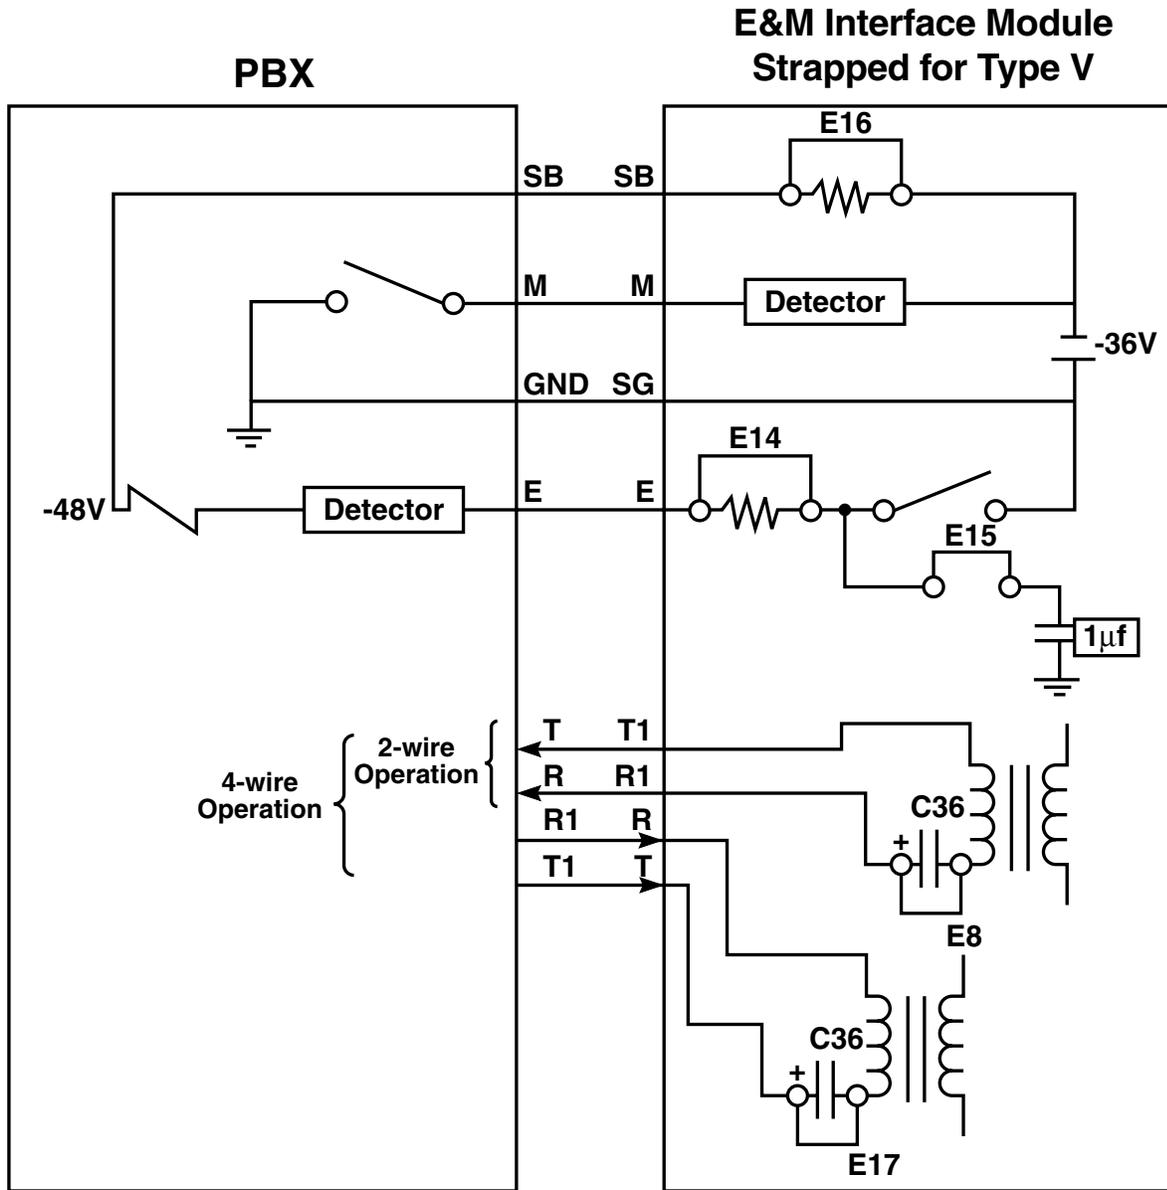 E&M Interface Module
Strapped for Type V
PBX
E16
SB SB
M M
Detector
-36V
GND SG
E14
-48V
Detector
E E
E15
1μf
T T1
2-wire
Operation
R R1
4-wire
Operation
C36
+
R1 R
T1 T
E8
C36
+
E17